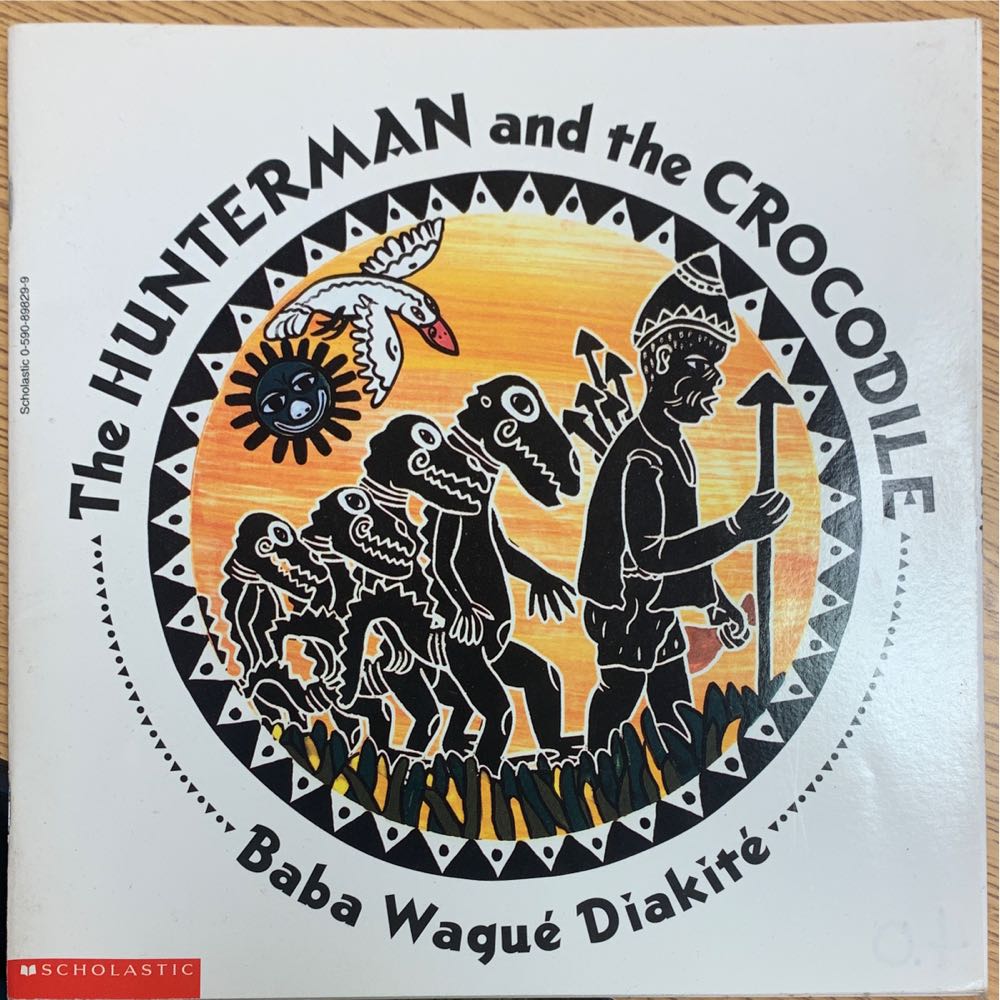 The HUNTERMAN and the CROCODILE
Scholastic 0-590-89829-9
Baba Wagué Diakité
SCHOLASTIC